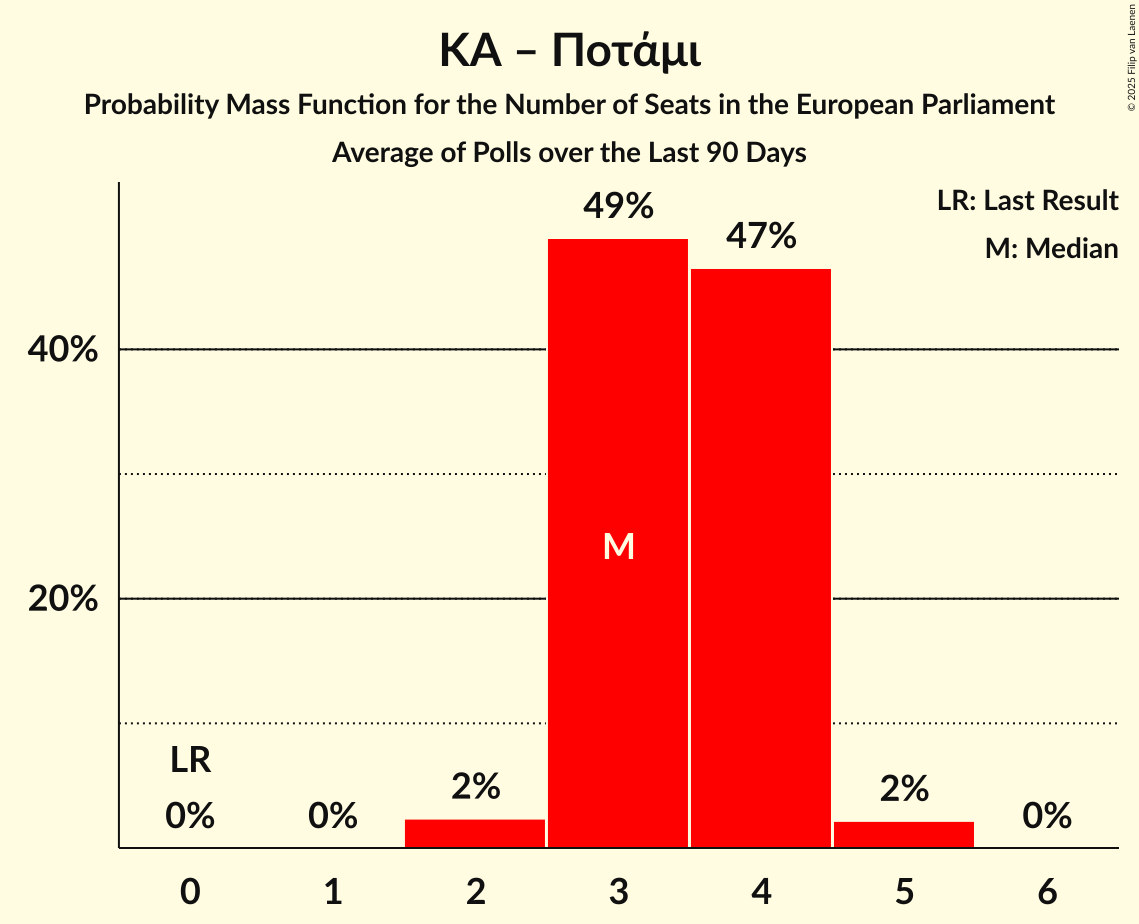 ΚΑ – Ποτάμι
Probability Mass Function for the Number of Seats in the European Parliament
Average of Polls over the Last 90 Days
© 2025 Filip van Laenen
LR: Last Result
M: Median
49%
47%
40%
M
20%
LR
0%
0%
2%
2%
0%
0
1
2
3
4
5
6